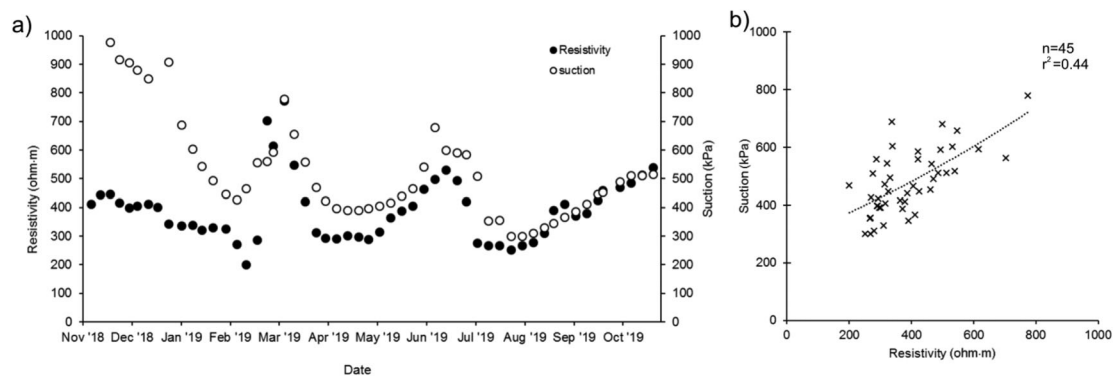 a)
1000
900
800
700
600
500
400
300
200
100
0
Resistivity (ohm·m)
Nov '18 Dec '18 Jan '19 Feb '19 Mar '19 Apr '19 May '19 Jun '19 Jul '19 Aug '19 Sep '19 Oct '19
Date
Resistivity
suction
1000
900
800
700
600
500
400
300
200
100
0
Suction (kPa)
b)
n=45
r²=0.44
1000
800
600
400
200
0
Suction (kPa)
0 200 400 600 800 1000
Resistivity (ohm·m)